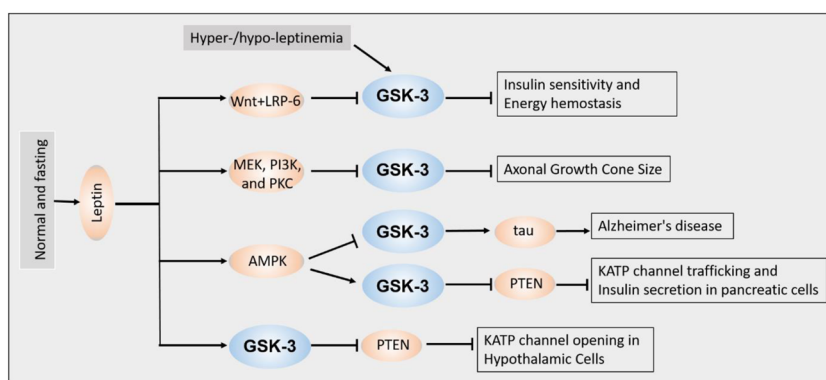 Hyper-/hypo-leptinemia
Normal and fasting
Leptin
Wnt+LRP-6
GSK-3
Insulin sensitivity and
Energy hemostasis
MEK, PI3K,
and PKC
GSK-3
Axonal Growth Cone Size
AMPK
GSK-3
tau
Alzheimer's disease
GSK-3
PTEN
KATP channel trafficking and
Insulin secretion in pancreatic cells
GSK-3
PTEN
KATP channel opening in
Hypothalamic Cells